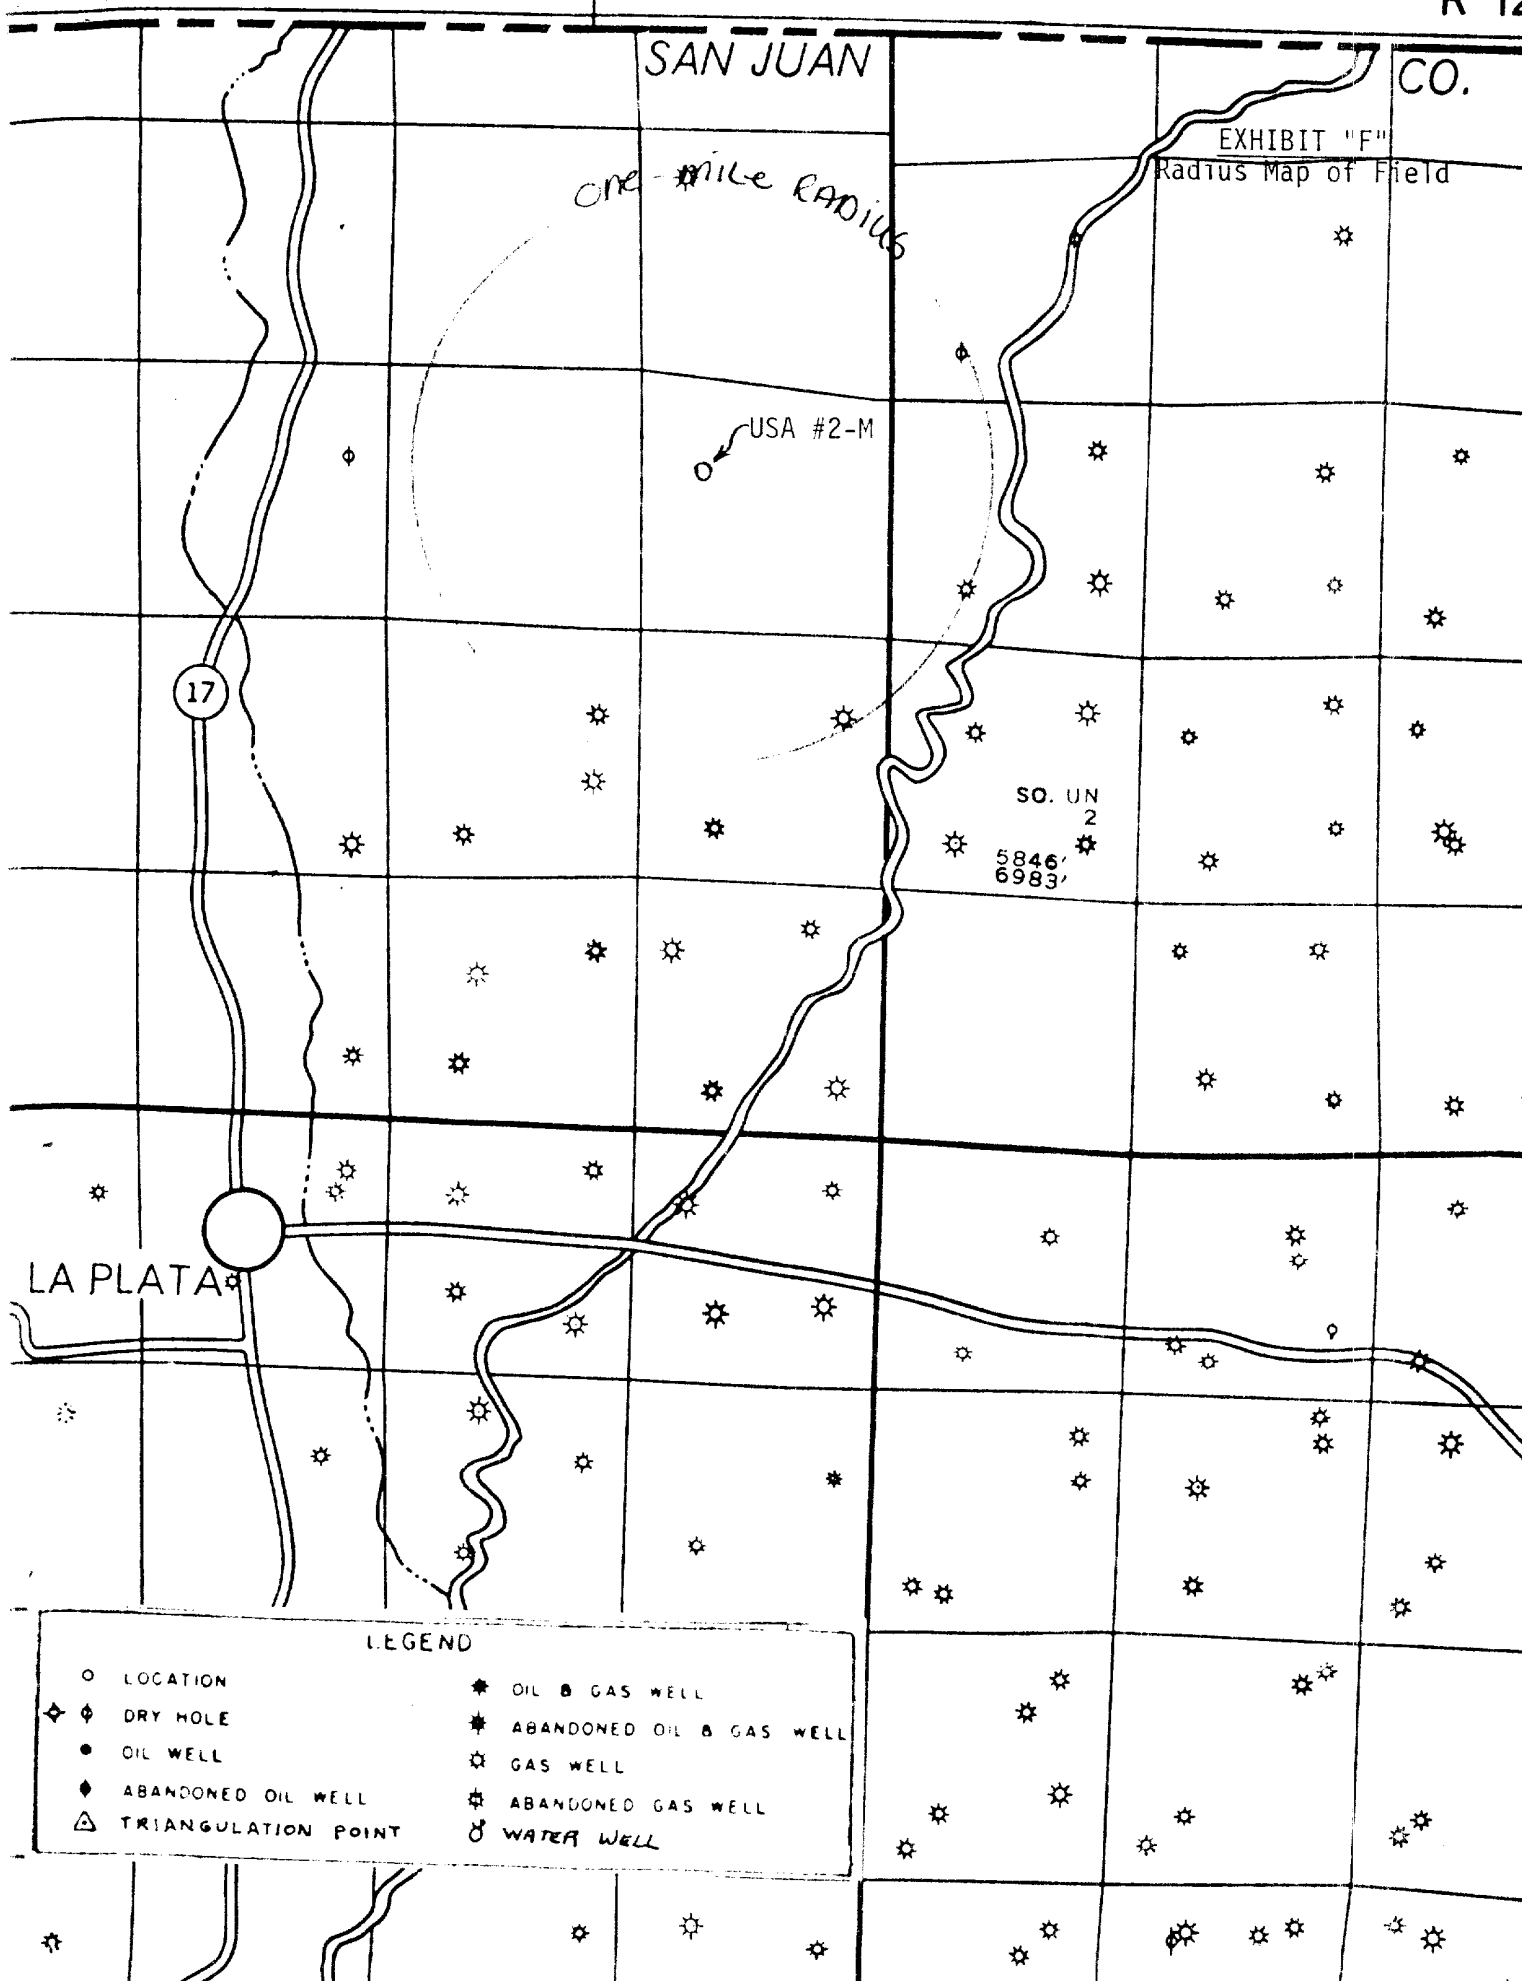 R 12
SAN JUAN
CO.
EXHIBIT "F"
Radius Map of Field
one-mile RADIUS
USA #2-M
17
SO. UN
2
5846'
6983'
LA PLATA
LEGEND
LOCATION
DRY HOLE
OIL WELL
ABANDONED OIL WELL
TRIANGULATION POINT
OIL & GAS WELL
ABANDONED OIL & GAS WELL
GAS WELL
ABANDONED GAS WELL
WATER WELL